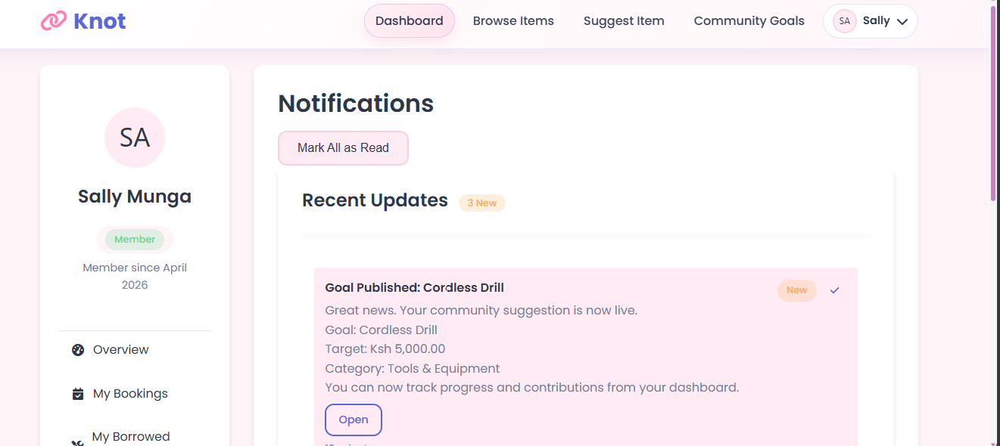 Knot
Dashboard
Browse Items
Suggest Item
Community Goals
SA
Sally
SA
Sally Munga
Member
Member since April
2026
Overview
My Bookings
My Borrowed
Notifications
Mark All as Read
Recent Updates
3 New
Goal Published: Cordless Drill
New
Great news. Your community suggestion is now live.
Goal: Cordless Drill
Target: Ksh 5,000.00
Category: Tools & Equipment
You can now track progress and contributions from your dashboard.
Open